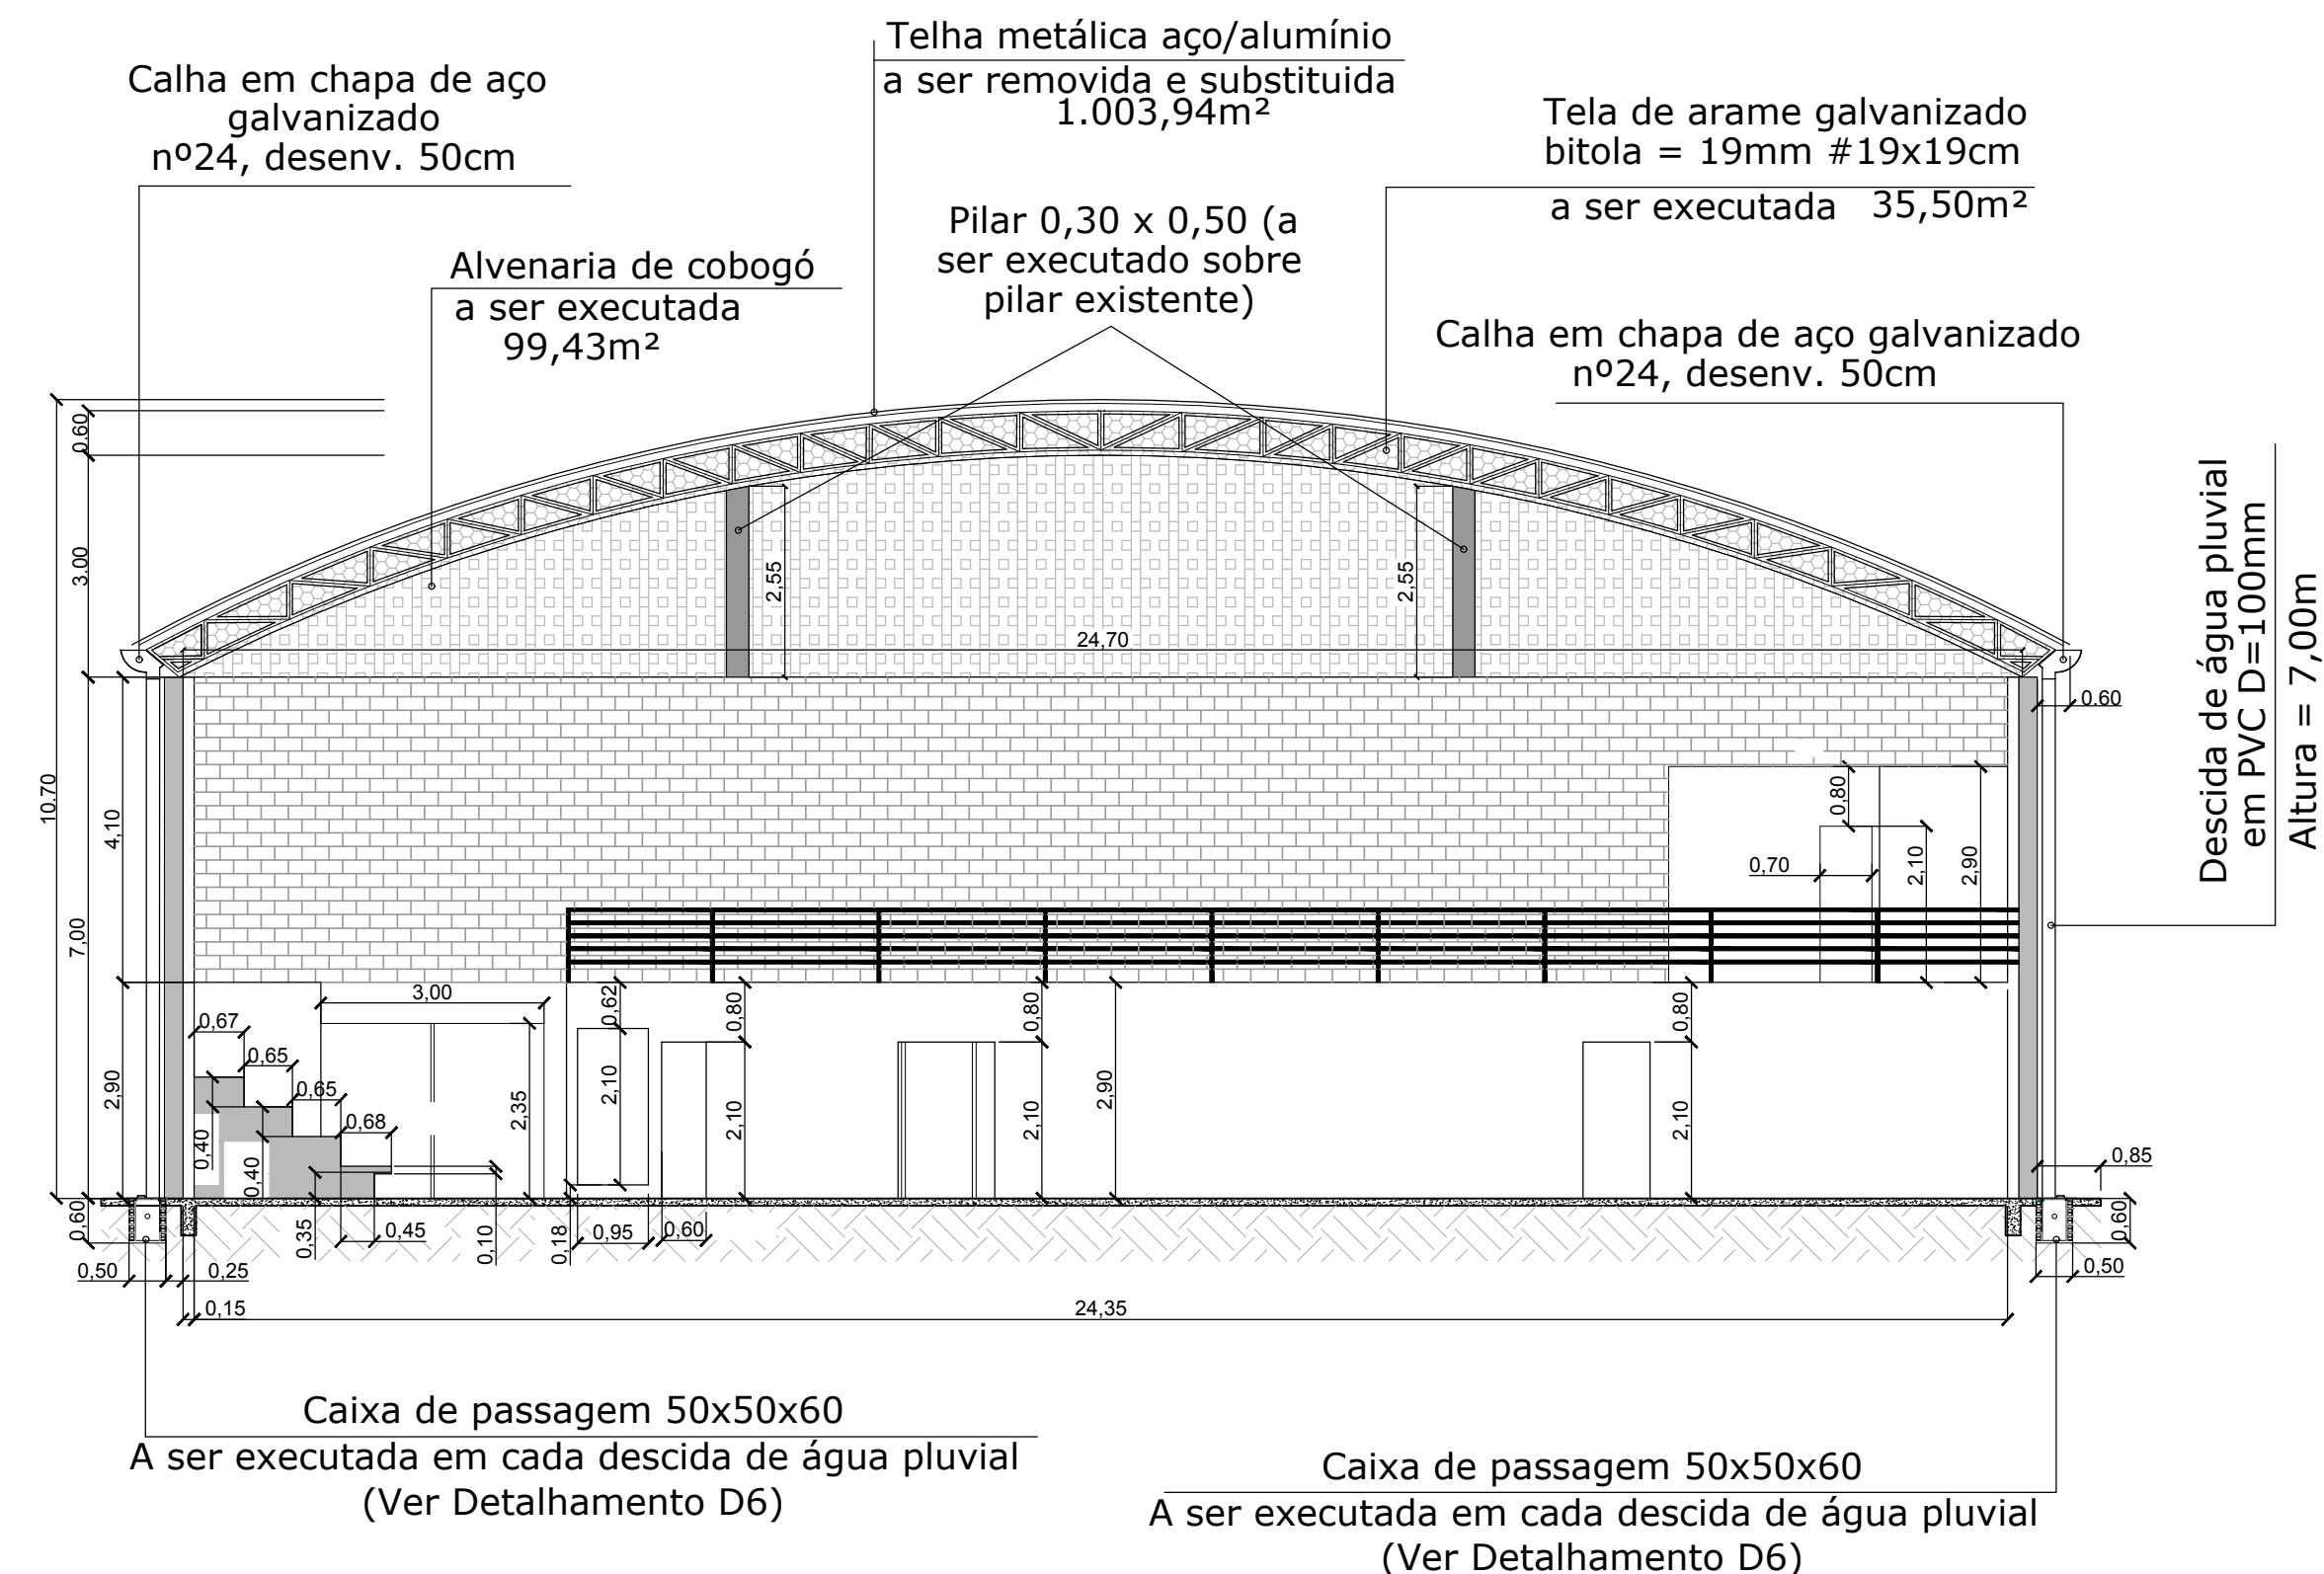 Telha metálica aço/alumínio
a ser removida e substituida
1.003,94m²
Calha em chapa de aço
galvanizado
nº24, desenv. 50cm
Tela de arame galvanizado
bitola = 19mm #19x19cm
a ser executada 35,50m²
Pilar 0,30 x 0,50 (a
ser executado sobre
pilar existente)
Alvenaria de cobogó
a ser executada
99,43m²
Calha em chapa de aço galvanizado
nº24, desenv. 50cm
Descida de água pluvial
em PVC D=100mm
Altura = 7,00m
0.60
3.00
10.70
7,00
4,10
2,90
0,60
2,55
2,55
24,70
0.60
0,80
0,70
2,10
2,90
3,00
0,67
0,65
0,65
0,68
0,40
0,40
2,35
0,62
2,10
0,80
2,10
0,80
2,10
2,90
0,80
2,10
0,85
0,60
0,50
0,50
0,25
0,15
0,35
0,45
0,10
0,18
0,95
0,60
24,35
Caixa de passagem 50x50x60
A ser executada em cada descida de água pluvial
(Ver Detalhamento D6)
Caixa de passagem 50x50x60
A ser executada em cada descida de água pluvial
(Ver Detalhamento D6)